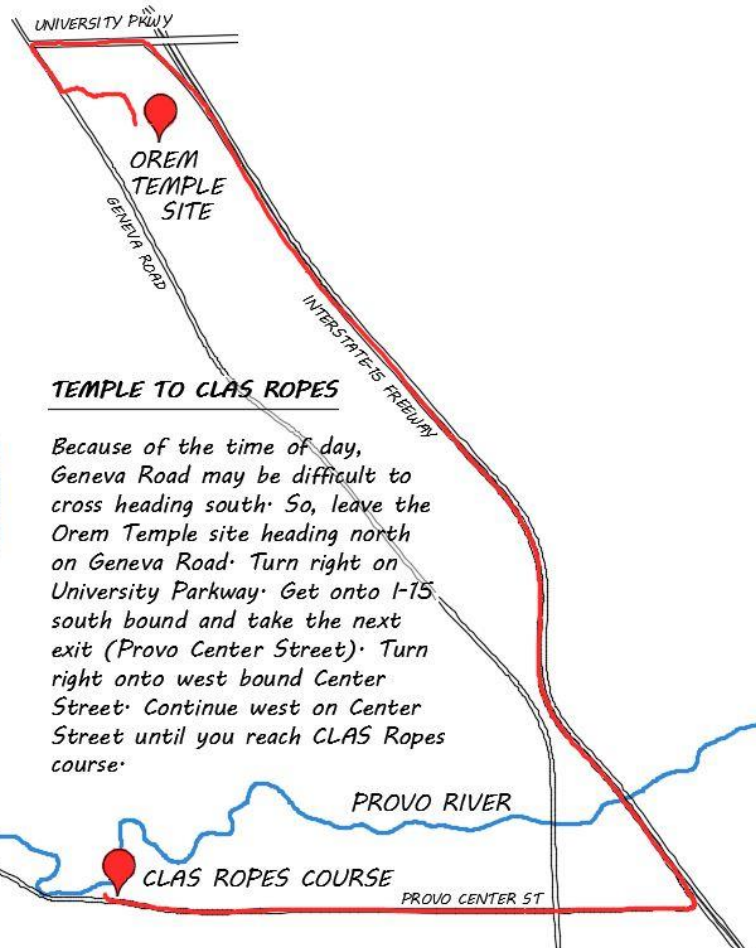 UNIVERSITY PKWY
OREM
TEMPLE
SITE
GENEVA ROAD
INTERSTATE-15 FREEWAY
TEMPLE TO CLAS ROPES
Because of the time of day,
Geneva Road may be difficult to
cross heading south. So, leave the
Orem Temple site heading north
on Geneva Road. Turn right on
University Parkway. Get onto I-15
south bound and take the next
exit (Provo Center Street). Turn
right onto west bound Center
Street. Continue west on Center
Street until you reach CLAS Ropes
course.
PROVO RIVER
CLAS ROPES COURSE
PROVO CENTER ST